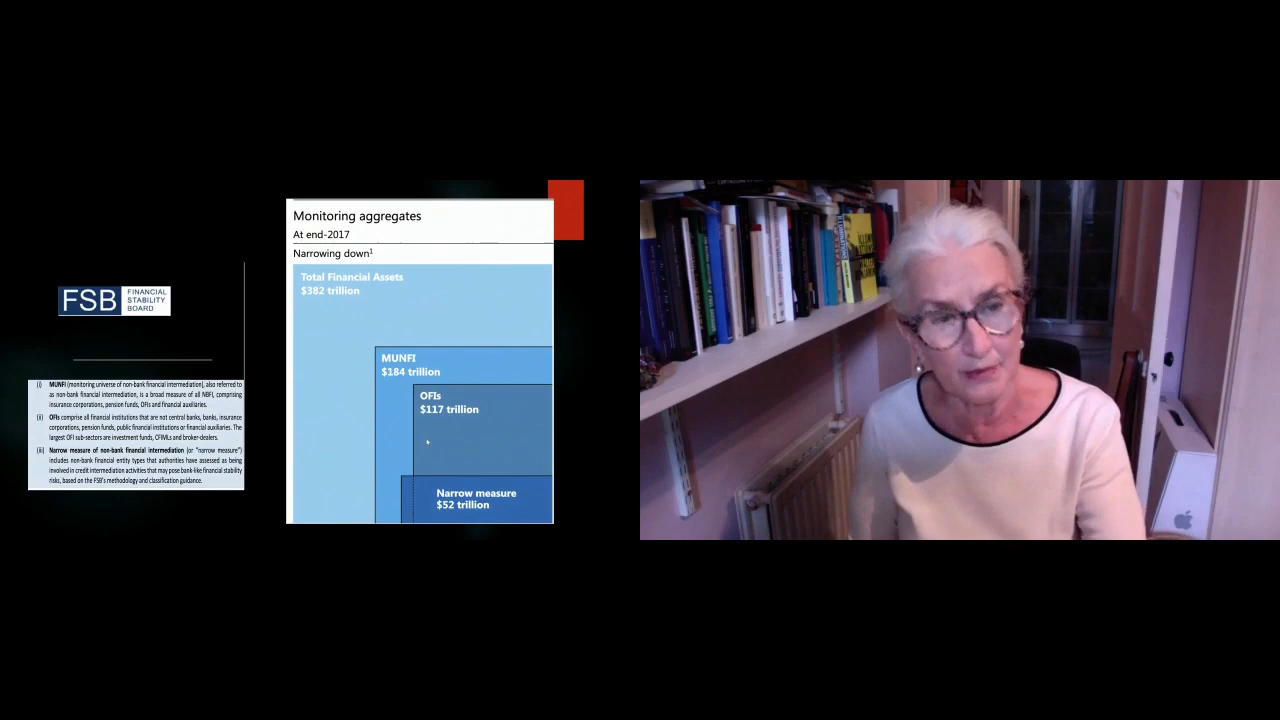 FSB
FINANCIAL
STABILITY
BOARD
(i) MUNFI (monitoring universe of non-bank financial intermediation), also referred to
as non-bank financial intermediation, is a broad measure of all NBFI, comprising
insurance corporations, pension funds, OFIs and financial auxiliaries.
(ii) OFIs comprise all financial institutions that are not central banks, banks, insurance
corporations, pension funds, public financial institutions or financial auxiliaries. The
largest OFI sub-sectors are investment funds, CFIMLs and broker-dealers.
(iii) Narrow measure of non-bank financial intermediation (or "narrow measure")
includes non-bank financial entity types that authorities have assessed as being
involved in credit intermediation activities that may pose bank-like financial stability
risks, based on the FSB's methodology and classification guidance.
Monitoring aggregates
At end-2017
Narrowing down¹
Total Financial Assets
$382 trillion
MUNFI
$184 trillion
OFIs
$117 trillion
Narrow measure
$52 trillion